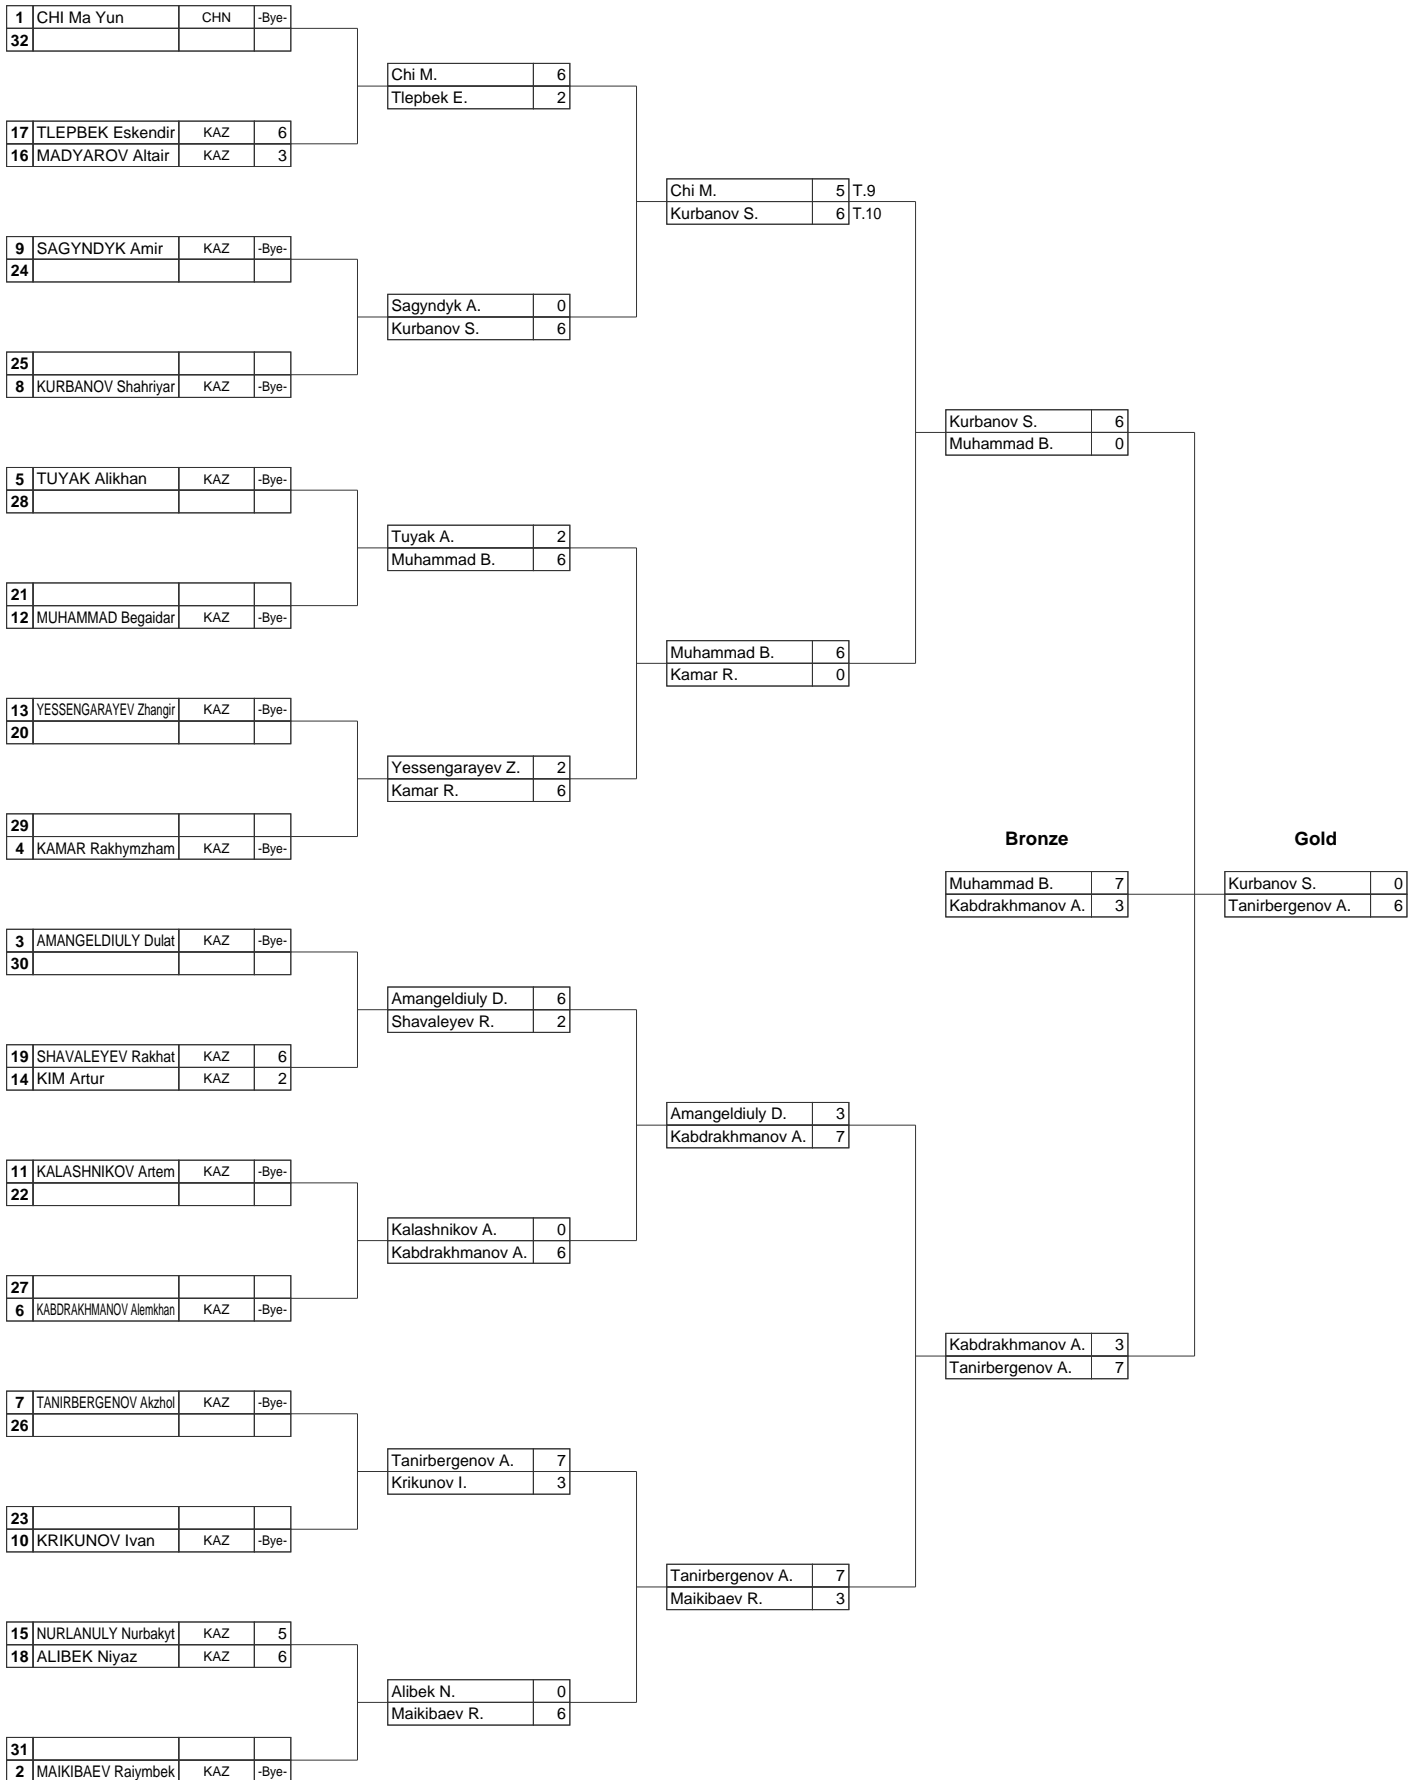 1 CHI Ma Yun CHN -Bye-
32
Chi M. 6
Tlepbek E. 2
17 TLEPBEK Eskendir KAZ 6
16 MADYAROV Altair KAZ 3
Chi M. 5 T.9
Kurbanov S. 6 T.10
9 SAGYNDYK Amir KAZ -Bye-
24
Sagyndyk A. 0
Kurbanov S. 6
25
8 KURBANOV Shahriyar KAZ -Bye-
Kurbanov S. 6
Muhammad B. 0
5 TUYAK Alikhan KAZ -Bye-
28
Tuyak A. 2
Muhammad B. 6
21
12 MUHAMMAD Begaidar KAZ -Bye-
Muhammad B. 6
Kamar R. 0
13 YESSENGARAYEV Zhangir KAZ -Bye-
20
Yessengarayev Z. 2
Kamar R. 6
29
4 KAMAR Rakhymzham KAZ -Bye-
Bronze Gold
Muhammad B. 7 Kurbanov S. 0
Kabdrakhmanov A. 3 Tanirbergenov A. 6
3 AMANGELDIULY Dulat KAZ -Bye-
30
Amangeldiuly D. 6
Shavaleyev R. 2
19 SHAVALEYEV Rakhat KAZ 6
14 KIM Artur KAZ 2
Amangeldiuly D. 3
Kabdrakhmanov A. 7
11 KALASHNIKOV Artem KAZ -Bye-
22
Kalashnikov A. 0
Kabdrakhmanov A. 6
27
6 KABDRAKHMANOV Alemkhan KAZ -Bye-
Kabdrakhmanov A. 3
Tanirbergenov A. 7
7 TANIRBERGENOV Akzhol KAZ -Bye-
26
Tanirbergenov A. 7
Krikunov I. 3
23
10 KRIKUNOV Ivan KAZ -Bye-
Tanirbergenov A. 7
Maikibaev R. 3
15 NURLANULY Nurbakyt KAZ 5
18 ALIBEK Niyaz KAZ 6
Alibek N. 0
Maikibaev R. 6
31
2 MAIKIBAEV Raiymbek KAZ -Bye-